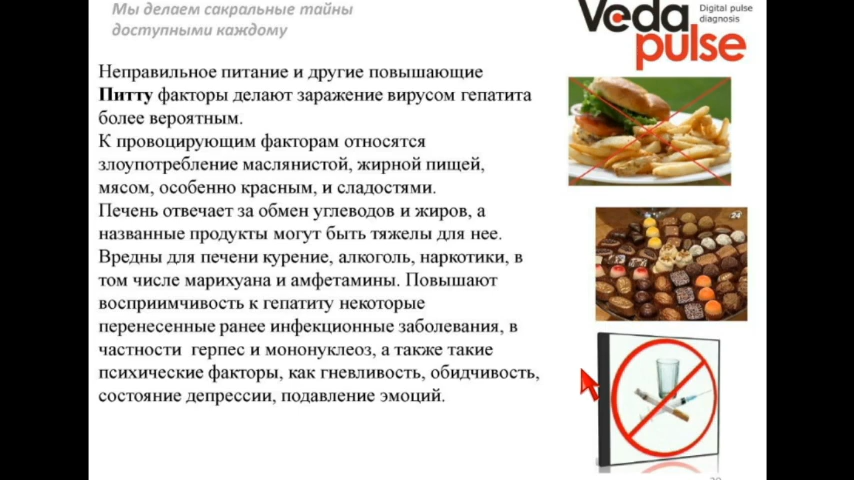 Мы делаем сакральные тайны
доступными каждому
Veda
pulse
Digital pulse
diagnosis
Неправильное питание и другие повышающие
Питту факторы делают заражение вирусом гепатита
более вероятным.
К провоцирующим факторам относятся
злоупотребление маслянистой, жирной пищей,
мясом, особенно красным, и сладостями.
Печень отвечает за обмен углеводов и жиров, а
названные продукты могут быть тяжелы для нее.
Вредны для печени курение, алкоголь, наркотики, в
том числе марихуана и амфетамины. Повышают
восприимчивость к гепатиту некоторые
перенесенные ранее инфекционные заболевания, в
частности герпес и мононуклеоз, а также такие
психические факторы, как гневливость, обидчивость,
состояние депрессии, подавление эмоций.
24